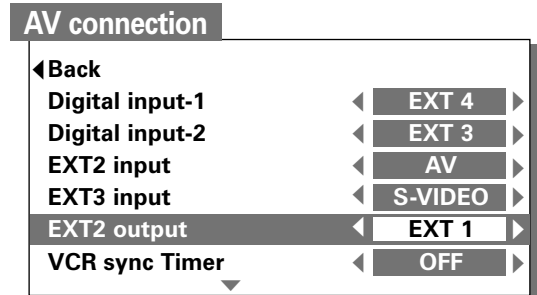 AV connection
Back
Digital input-1 EXT 4
Digital input-2 EXT 3
EXT2 input AV
EXT3 input S-VIDEO
EXT2 output EXT 1
VCR sync Timer OFF